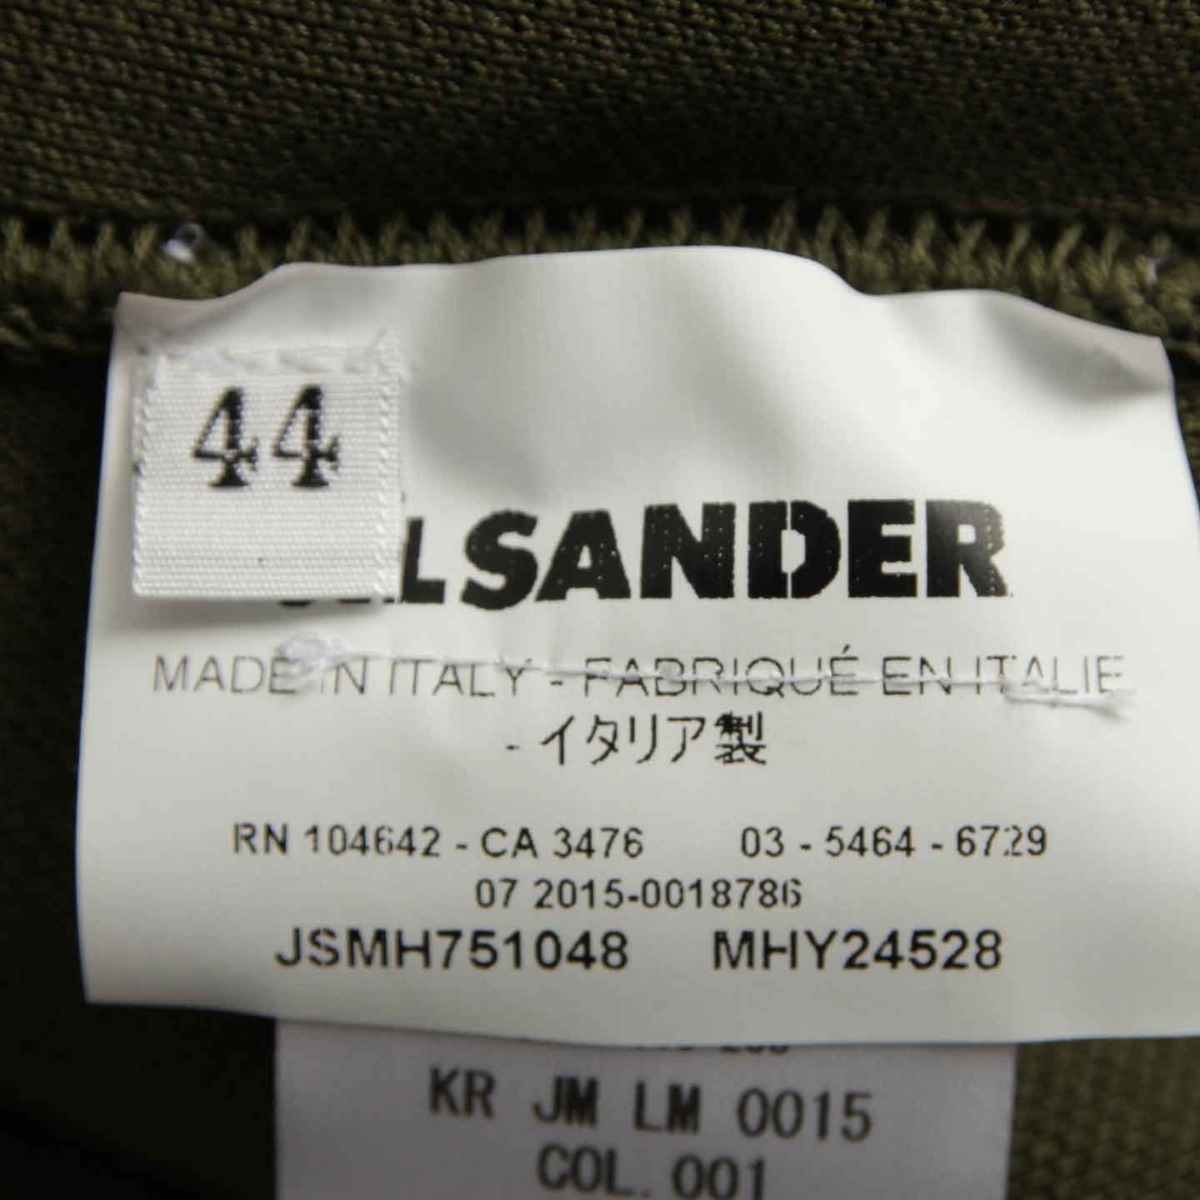 44
SANDER
MADE IN ITALY - FABRIQUÉ EN ITALIE
- イタリア製
RN 104642 - CA 3476 03 - 5464 - 6729
07 2015-0018786
JSMH751048 MHY24528
KR JM LM 0015
COL. 001